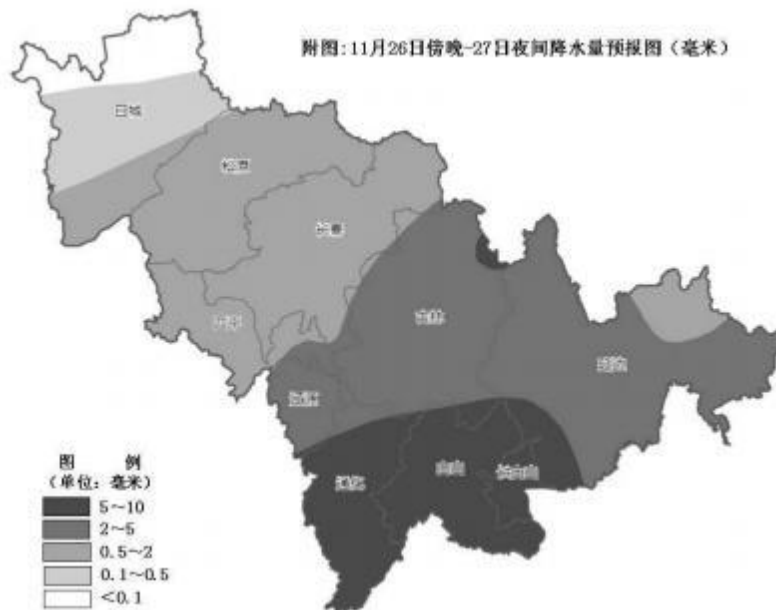 附图:11月26日傍晚-27日夜间降水量预报图（毫米）
白城
松原
长春
四平
吉林
延边
辽源
通化
白山
长白山
图 例
（单位：毫米）
5～10
2～5
0.5～2
0.1～0.5
<0.1